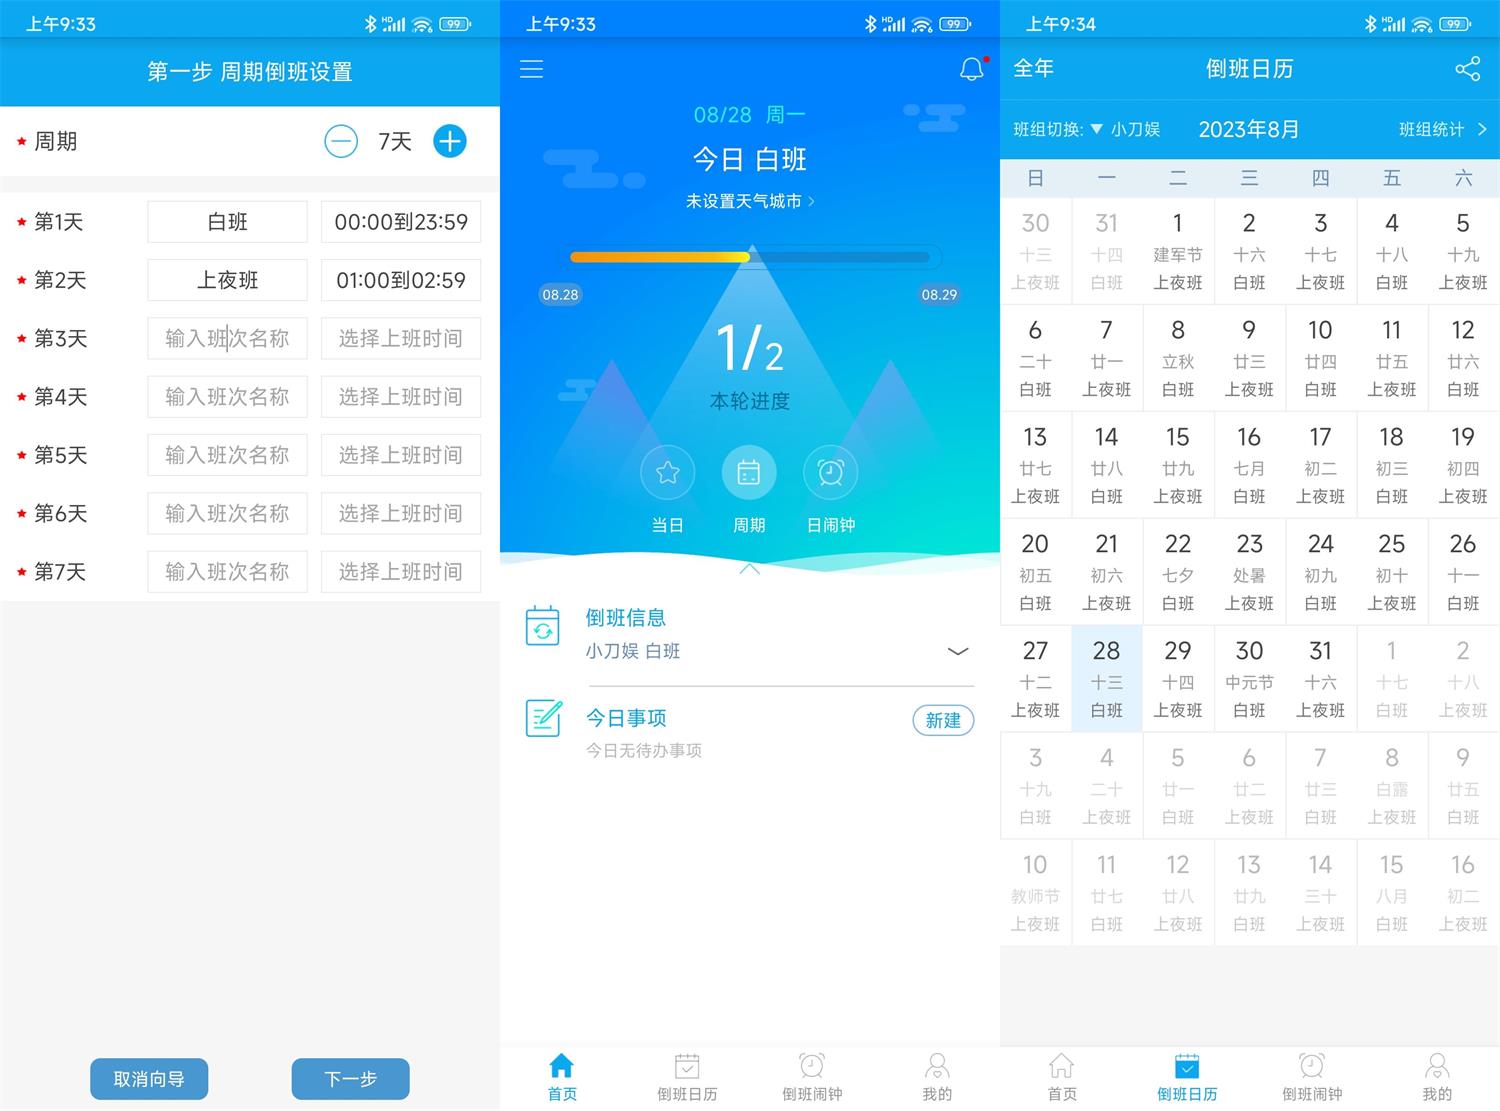 上午9:33
HD
99
第一步 周期倒班设置
★ 周期
7天
★ 第1天 白班 00:00到23:59
★ 第2天 上夜班 01:00到02:59
★ 第3天 输入班次名称 选择上班时间
★ 第4天 输入班次名称 选择上班时间
★ 第5天 输入班次名称 选择上班时间
★ 第6天 输入班次名称 选择上班时间
★ 第7天 输入班次名称 选择上班时间
取消向导 下一步
上午9:33
HD
99
08/28 周一
今日 白班
未设置天气城市 >
08.28 08.29
1/2
本轮进度
当日 周期 日闹钟
倒班信息
小刀娱 白班
今日事项
新建
今日无待办事项
首页 倒班日历 倒班闹钟 我的
上午9:34
HD
99
全年 倒班日历
班组切换: ▼ 小刀娱 2023年8月 班组统计 >
日 一 二 三 四 五 六
30 31 1 2 3 4 5
十三 十四 建军节 十六 十七 十八 十九
上夜班 白班 上夜班 白班 上夜班 白班 上夜班
6 7 8 9 10 11 12
二十 廿一 立秋 廿三 廿四 廿五 廿六
白班 上夜班 白班 上夜班 白班 上夜班 白班
13 14 15 16 17 18 19
廿七 廿八 廿九 七月 初二 初三 初四
上夜班 白班 上夜班 白班 上夜班 白班 上夜班
20 21 22 23 24 25 26
初五 初六 七夕 处暑 初九 初十 十一
白班 上夜班 白班 上夜班 白班 上夜班 白班
27 28 29 30 31 1 2
十二 十三 十四 中元节 十六 十七 十八
上夜班 白班 上夜班 白班 上夜班 白班 上夜班
3 4 5 6 7 8 9
十九 二十 廿一 廿二 廿三 白露 廿五
白班 上夜班 白班 上夜班 白班 上夜班 白班
10 11 12 13 14 15 16
教师节 廿七 廿八 廿九 三十 八月 初二
上夜班 白班 上夜班 白班 上夜班 白班 上夜班
首页 倒班日历 倒班闹钟 我的